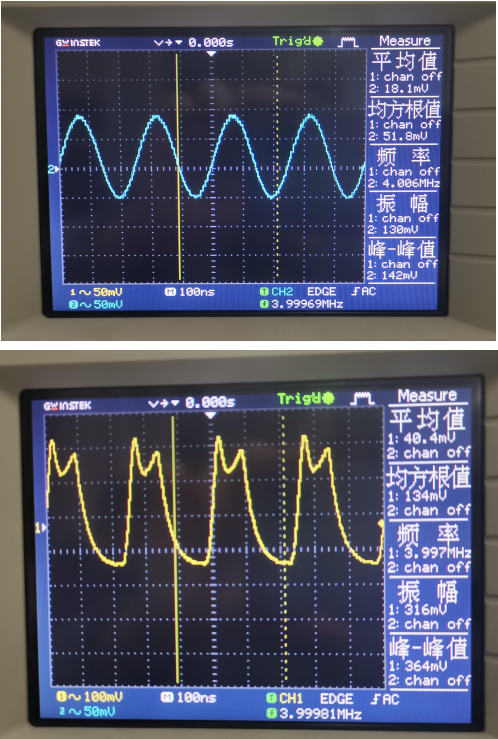 GWINSTEK 0.000s Trig'd Measure
平均值
1: chan off
2: 18.1mV
均方根值
1: chan off
2: 51.8mV
频 率
1: chan off
2: 4.006MHz
振 幅
1: chan off
2: 130mV
峰-峰值
1: chan off
2: 142mV
2
1 ~ 50mV M 100ns T CH2 EDGE AC
2 ~ 50mV f 3.99969MHz
GWINSTEK 0.000s Trig'd Measure
平均值
1: 40.4mV
2: chan off
均方根值
1: 134mV
2: chan off
1
频 率
1: 3.997MHz
2: chan off
振 幅
1: 316mV
2: chan off
峰-峰值
1: 364mV
2: chan off
1 ~ 100mV M 100ns T CH1 EDGE AC
2 ~ 50mV f 3.99981MHz